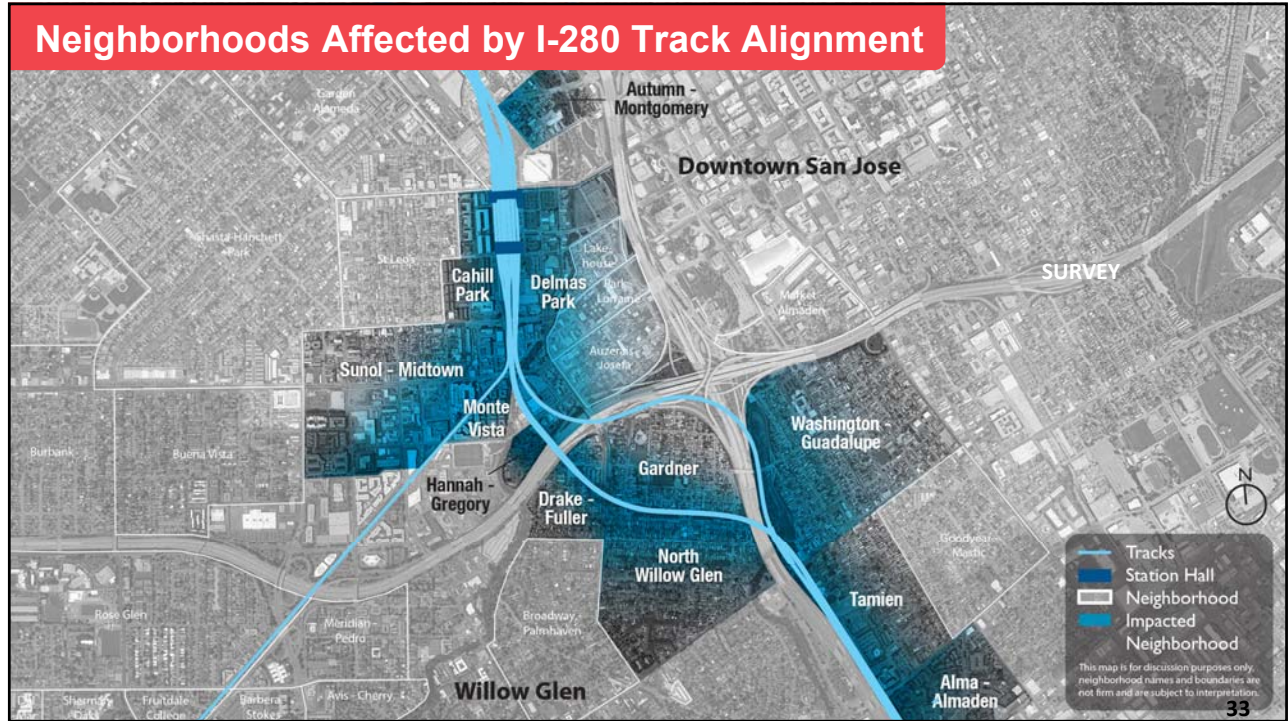 Neighborhoods Affected by I-280 Track Alignment
Garden
Alameda
Autumn -
Montgomery
Downtown San Jose
Shasta-Hanchett
Park
St Leo's
Lake
house
SURVEY
Cahill
Park
Delmas
Park
Park
Lorraine
Market
Almaden
Auzerais
Josefa
Sunol - Midtown
Monte
Vista
Washington -
Guadalupe
Burbank
Buena Vista
Gardner
Hannah -
Gregory
Drake -
Fuller
North
Willow Glen
Goodyear-
Mastic
N
Tracks
Station Hall
Neighborhood
Impacted
Neighborhood
Rose Glen
Meridian -
Pedro
Broadway
Palmhaven
Tamien
This map is for discussion purposes only,
neighborhood names and boundaries are
not firm and are subject to interpretation.
Sherman
Oaks
Fruitdale
College
Barbera
Stokes
Avis - Cherry
Willow Glen
Alma -
Almaden
33